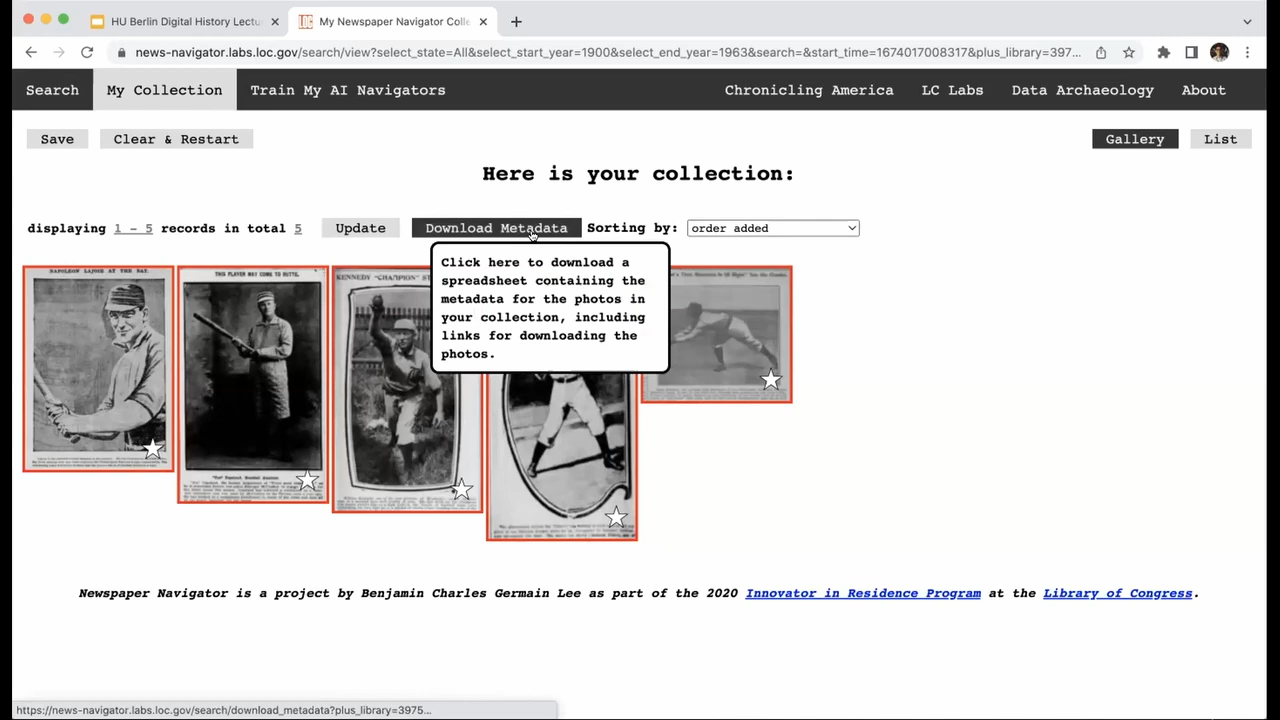 HU Berlin Digital History Lectu
My Newspaper Navigator Colle
news-navigator.labs.loc.gov/search/view?select_state=All&select_start_year=1900&select_end_year=1963&search=&start_time=1674017008317&plus_library=397...
Search My Collection Train My AI Navigators Chronicling America LC Labs Data Archaeology About
Save Clear & Restart Gallery List
Here is your collection:
displaying 1 - 5 records in total 5 Update Download Metadata Sorting by: order added
Click here to download a
spreadsheet containing the
metadata for the photos in
your collection, including
links for downloading the
photos.
NAPOLEON LAJOIE AT THE BAT.
THIS PLAYER MAY COME TO BUTTE.
KENNEDY "CHAMPION"
Newspaper Navigator is a project by Benjamin Charles Germain Lee as part of the 2020 Innovator in Residence Program at the Library of Congress.
https://news-navigator.labs.loc.gov/search/download_metadata?plus_library=3975...